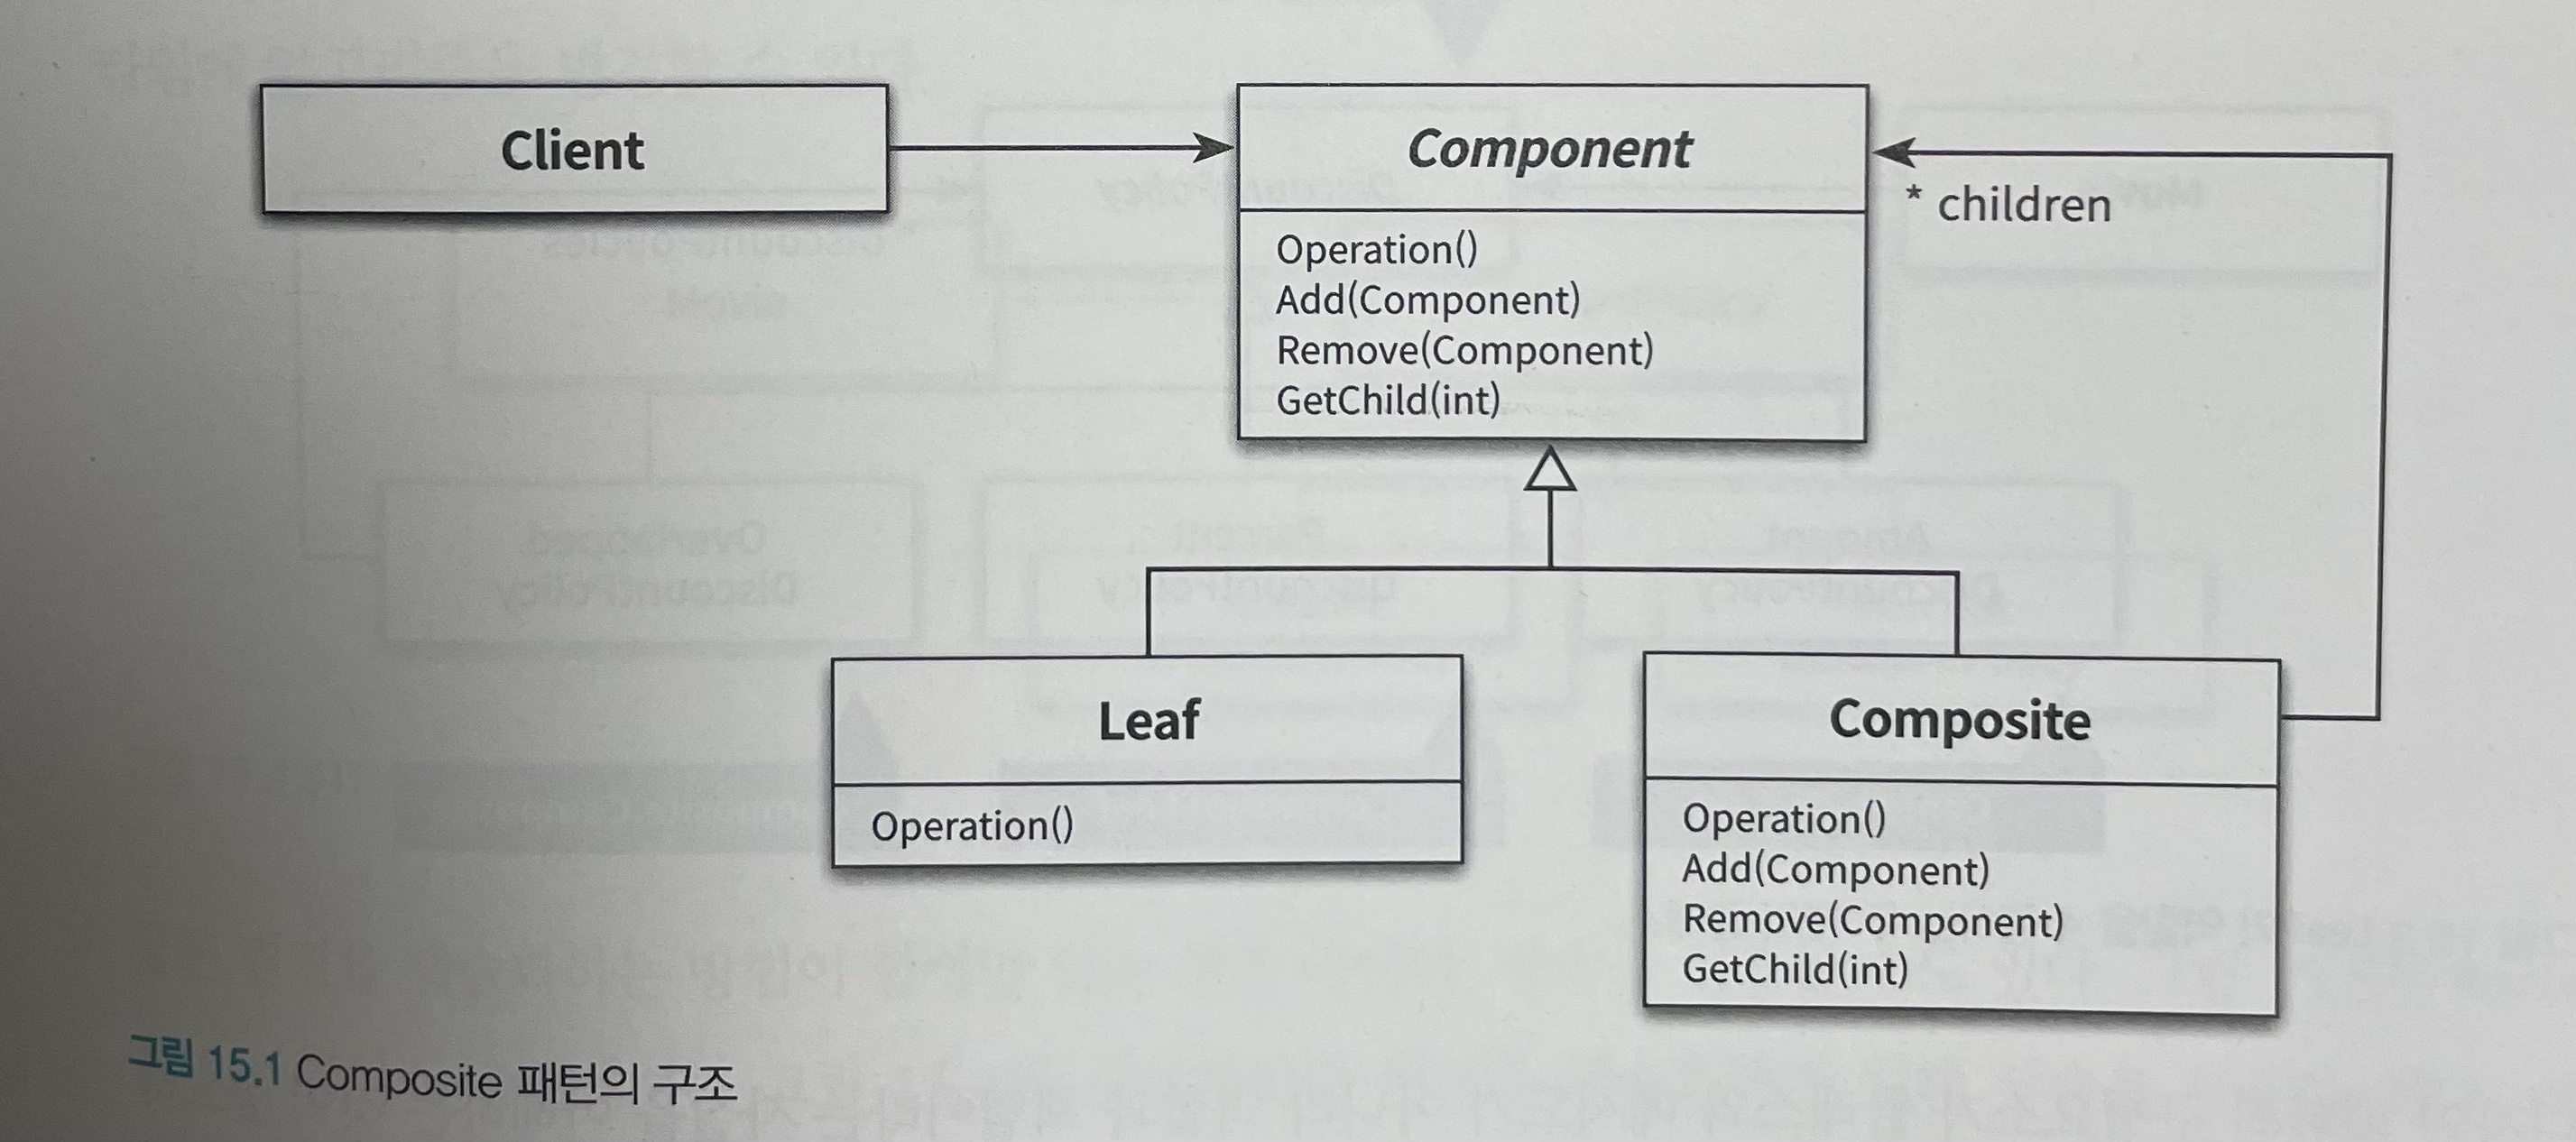 Client
Component
* children
Operation()
Add(Component)
Remove(Component)
GetChild(int)
Leaf
Operation()
Composite
Operation()
Add(Component)
Remove(Component)
GetChild(int)
그림 15.1 Composite 패턴의 구조